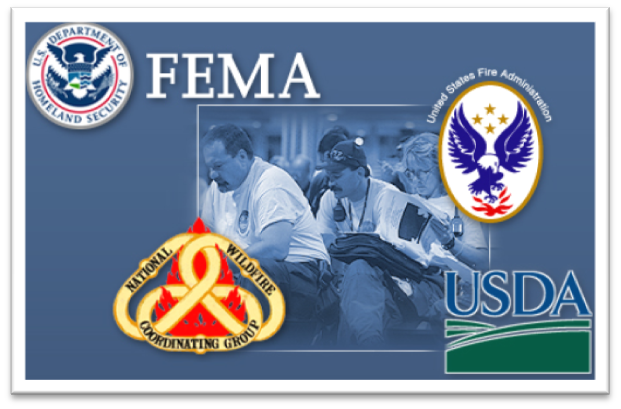 U.S. DEPARTMENT OF
HOMELAND SECURITY
FEMA
United States Fire Administration
NATIONAL WILDFIRE
COORDINATING GROUP
USDA